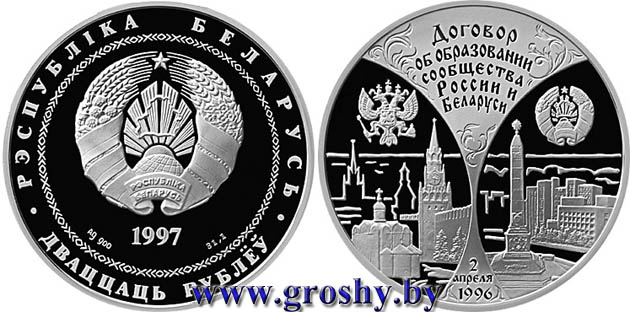 РЭСПУБЛІКА БЕЛАРУСЬ
РЭСПУБЛІКА
БЕЛАРУСЬ
Ag 900
1997
31,1
ДВАЦЦАЦЬ РУБЛЁЎ
Договор
об образовании
сообщества
России и
Беларуси
2
апреля
1996
www.groshy.by